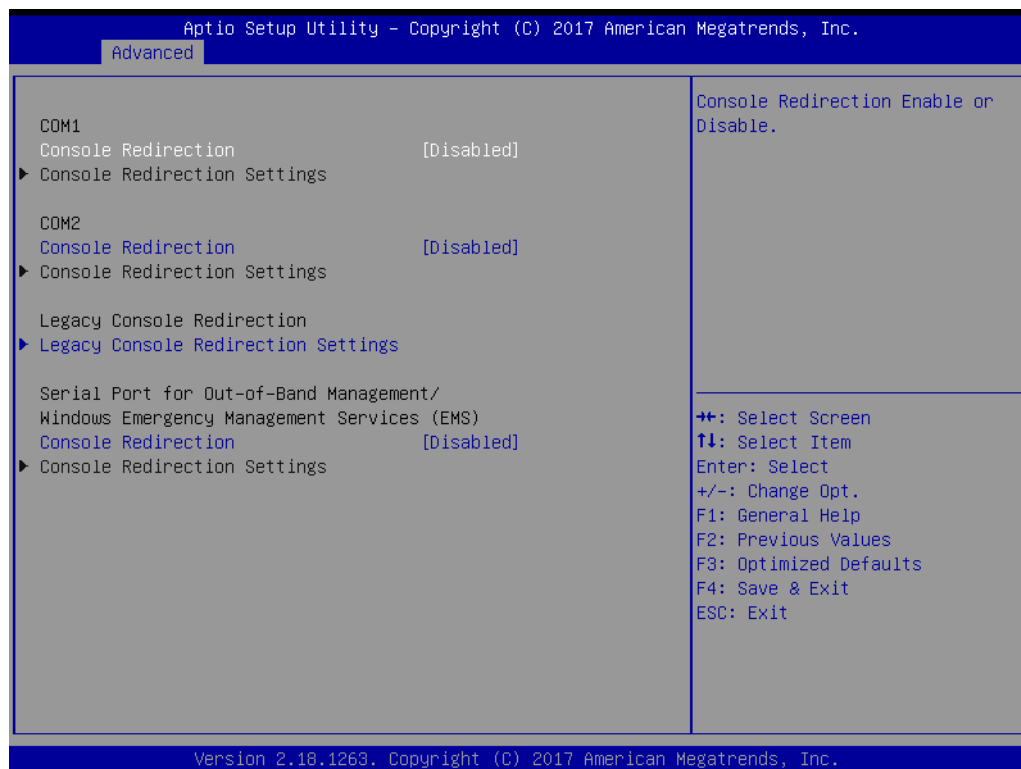 Aptio Setup Utility – Copyright (C) 2017 American Megatrends, Inc.
Advanced
COM1
Console Redirection [Disabled]
Console Redirection Settings
COM2
Console Redirection [Disabled]
Console Redirection Settings
Legacy Console Redirection
Legacy Console Redirection Settings
Serial Port for Out-of-Band Management/
Windows Emergency Management Services (EMS)
Console Redirection [Disabled]
Console Redirection Settings
Console Redirection Enable or
Disable.
→←: Select Screen
↑↓: Select Item
Enter: Select
+/-: Change Opt.
F1: General Help
F2: Previous Values
F3: Optimized Defaults
F4: Save & Exit
ESC: Exit
Version 2.18.1263. Copyright (C) 2017 American Megatrends, Inc.